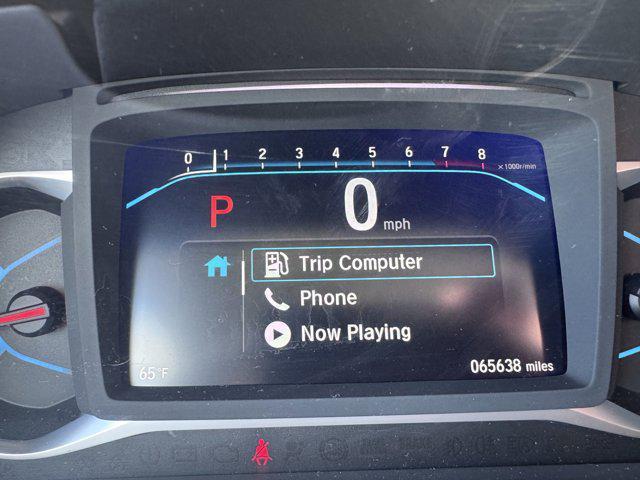 0 1 2 3 4 5 6 7 8 ×1000r/min
P 0 mph
Trip Computer
Phone
Now Playing
65°F 065638 miles